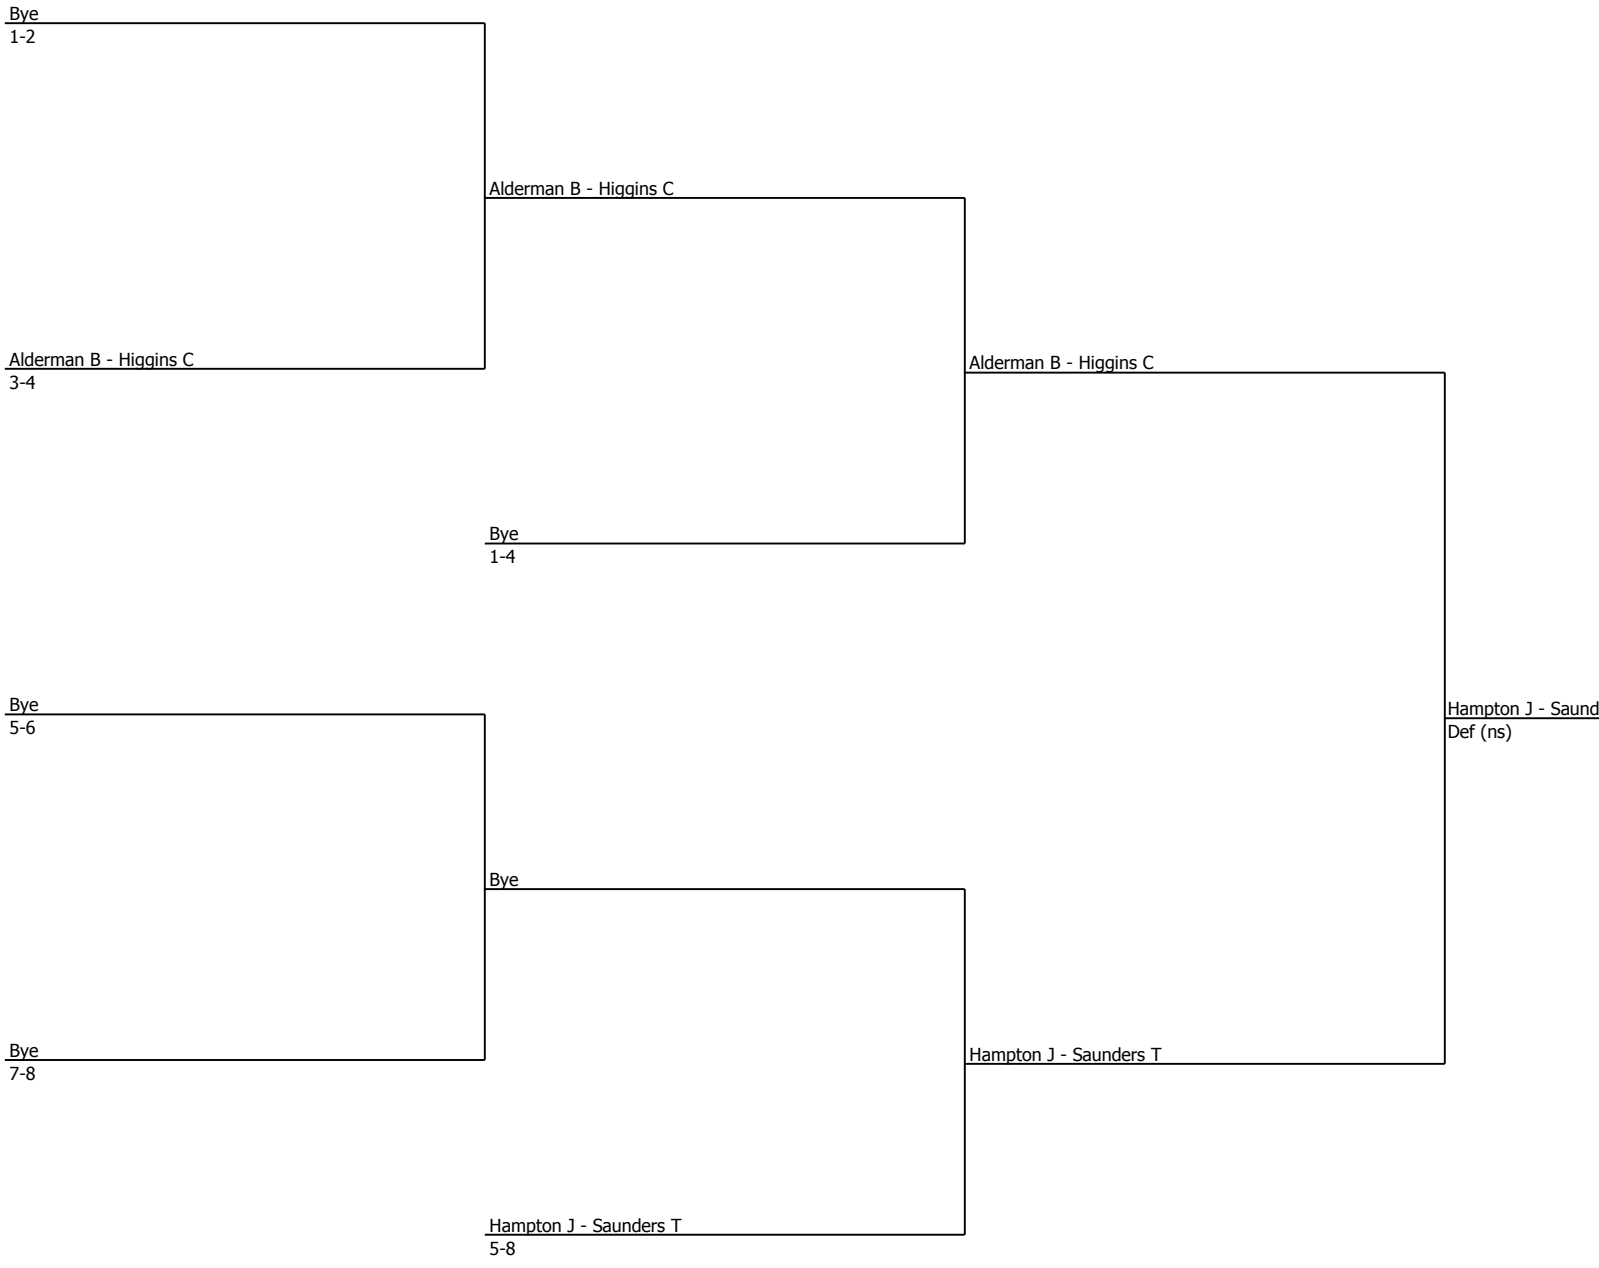 Bye
1-2
Alderman B - Higgins C
Alderman B - Higgins C
3-4
Alderman B - Higgins C
Bye
1-4
Bye
5-6
Hampton J - Saund
Def (ns)
Bye
Bye
7-8
Hampton J - Saunders T
Hampton J - Saunders T
5-8